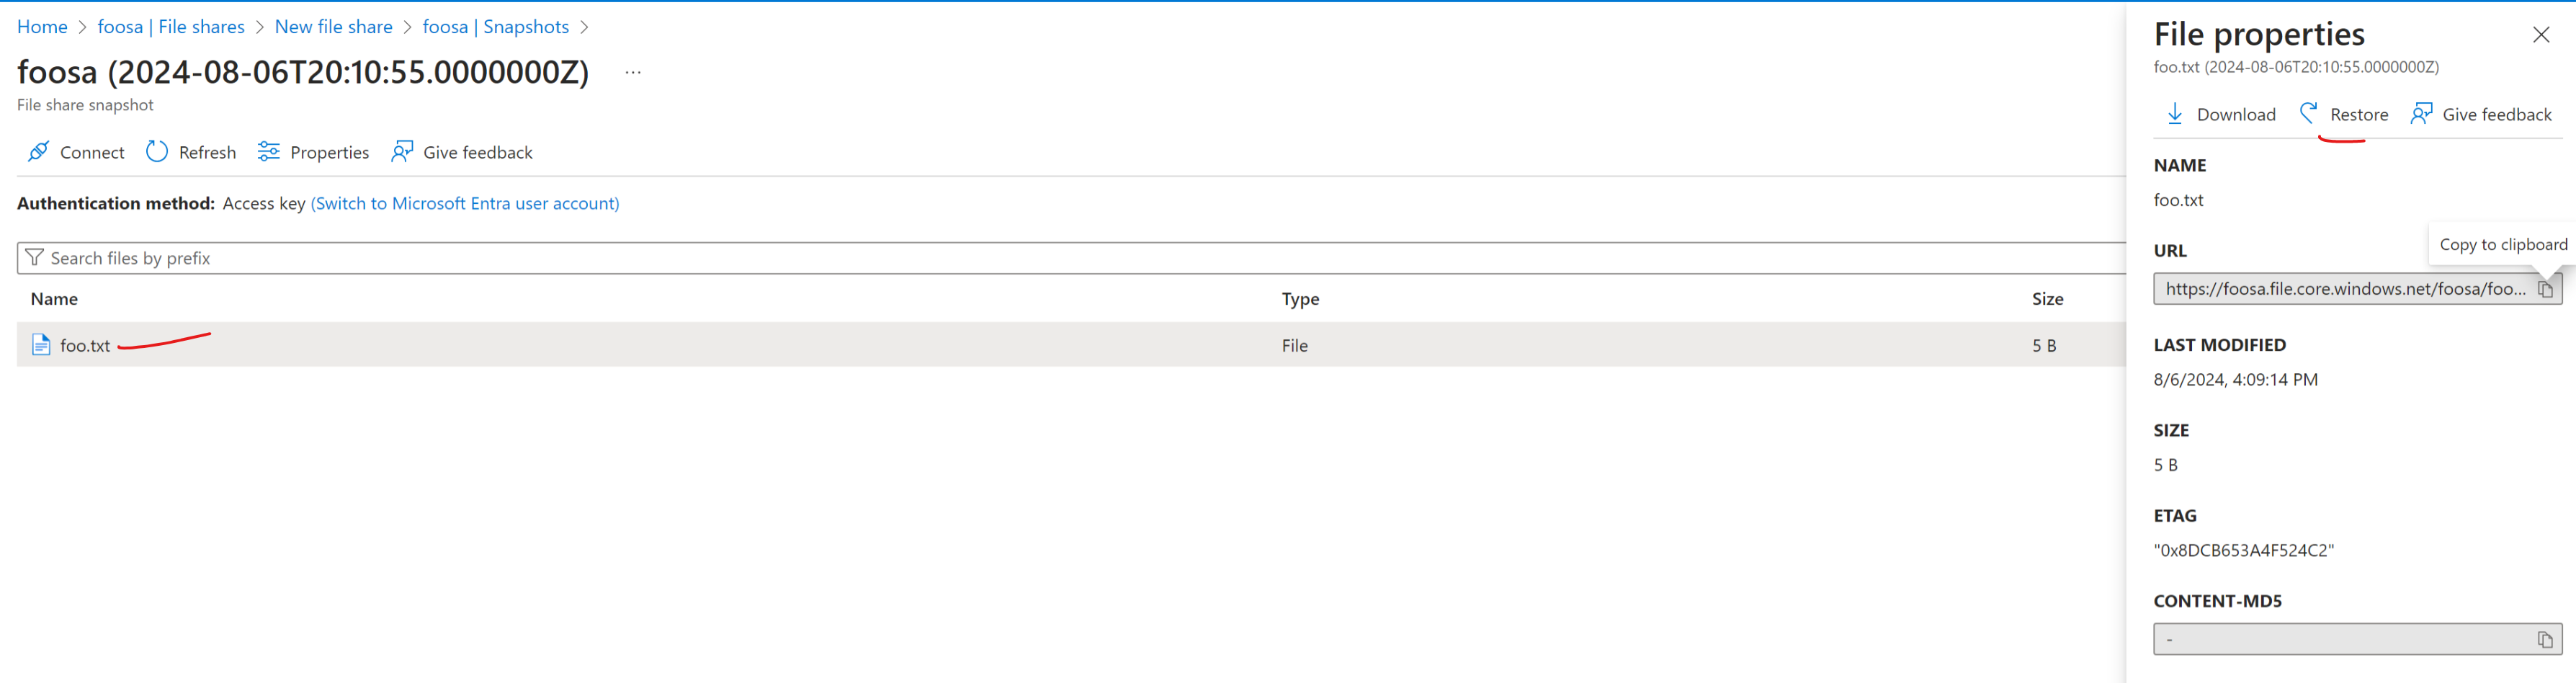 Home > foosa | File shares > New file share > foosa | Snapshots >
foosa (2024-08-06T20:10:55.0000000Z) ...
File share snapshot
Connect Refresh Properties Give feedback
Authentication method: Access key (Switch to Microsoft Entra user account)
Search files by prefix
Name Type Size
foo.txt File 5 B
File properties
foo.txt (2024-08-06T20:10:55.0000000Z)
Download Restore Give feedback
NAME
foo.txt
URL
Copy to clipboard
https://foosa.file.core.windows.net/foosa/foo...
LAST MODIFIED
8/6/2024, 4:09:14 PM
SIZE
5 B
ETAG
"0x8DCB653A4F524C2"
CONTENT-MD5
-